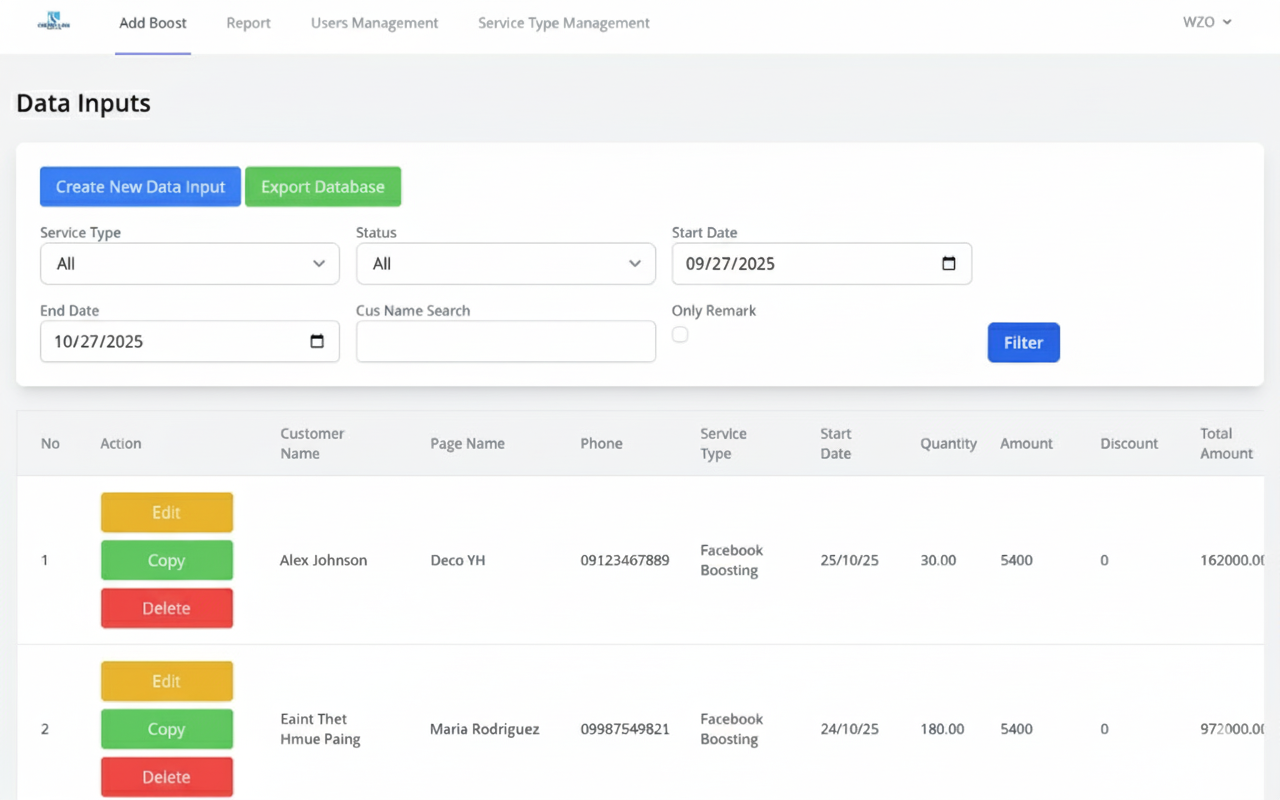 Add Boost
Report
Users Management
Service Type Management
WZO
Data Inputs
Create New Data Input
Export Database
Service Type
Status
Start Date
All
All
09/27/2025
End Date
Cus Name Search
Only Remark
10/27/2025
Filter
No
Action
Customer
Name
Page Name
Phone
Service
Type
Start
Date
Quantity
Amount
Discount
Total
Amount
1
Edit
Copy
Delete
Alex Johnson
Deco YH
09123467889
Facebook
Boosting
25/10/25
30.00
5400
0
162000.00
2
Edit
Copy
Delete
Eaint Thet
Hmue Paing
Maria Rodriguez
09987549821
Facebook
Boosting
24/10/25
180.00
5400
0
972000.00